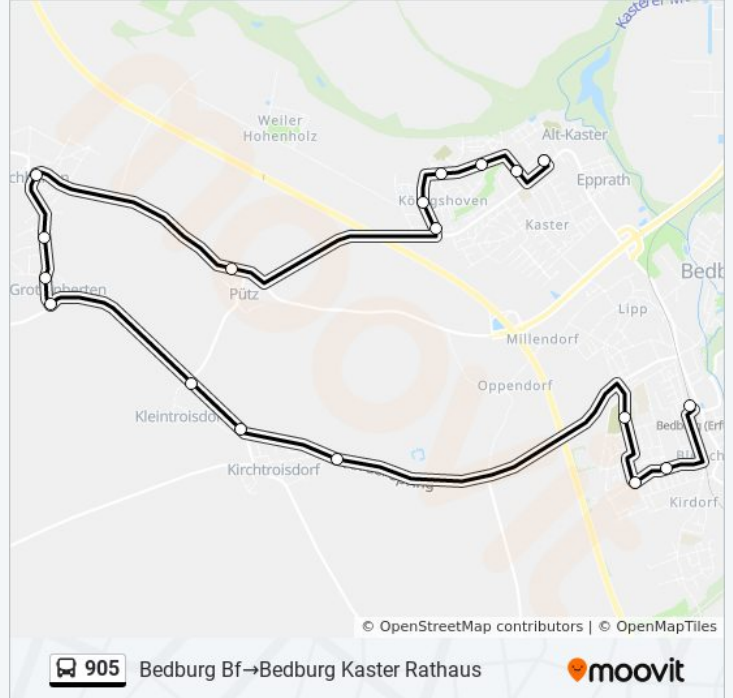 Kaster
Weiler
Hohenholz
Alt-Kaster
Epprath
Königshoven
Kaster
Grottenherten
Pütz
Bedb
Lipp
Millendorf
Oppendorf
Kleintroisdorf
Bedburg (Erf
Kirchtroisdorf
Kirdorf
© OpenStreetMap contributors | © OpenMapTiles
905 Bedburg Bf→Bedburg Kaster Rathaus
moovit